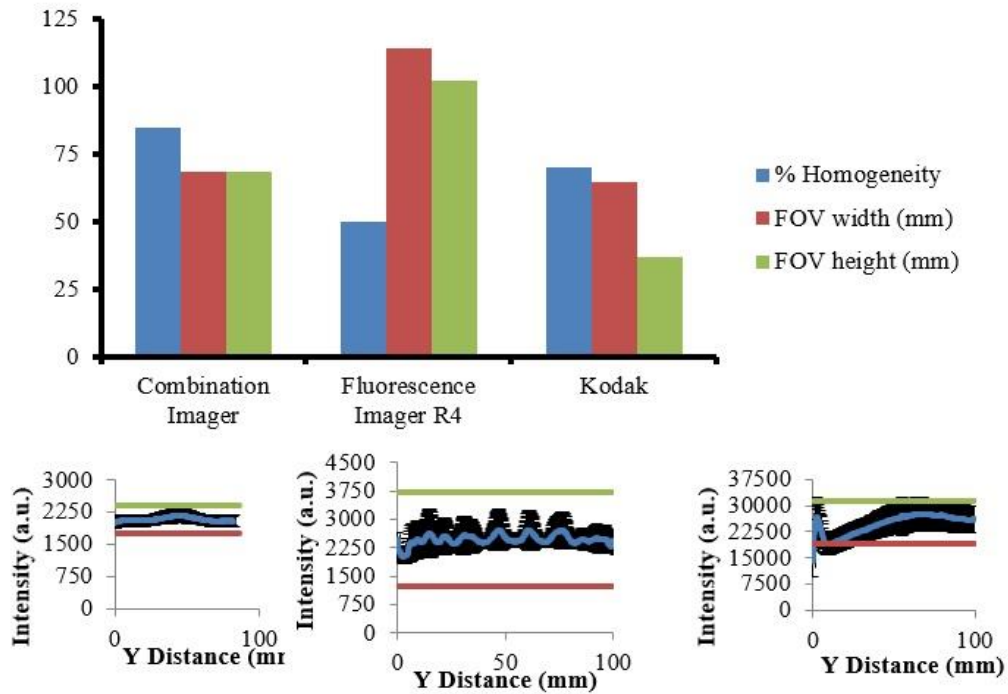 125
100
75
50
25
0
Combination Imager
Fluorescence Imager R4
Kodak
% Homogeneity
FOV width (mm)
FOV height (mm)
Intensity (a.u.)
3000
2250
1500
750
0
0 100
Y Distance (mm
Intensity (a.u.)
4500
3750
3000
2250
1500
750
0
0 50 100
Y Distance (mm)
Intensity (a.u.)
37500
30000
22500
15000
7500
0
0 100
Y Distance (mm)